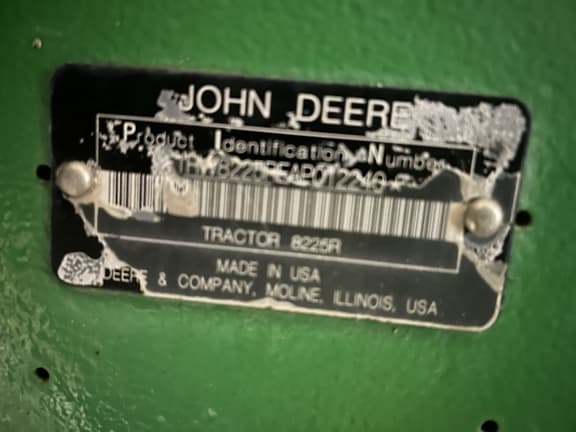 JOHN DEERE
Product Identification Number
TRACTOR 8225R
MADE IN USA
DEERE & COMPANY, MOLINE, ILLINOIS, USA